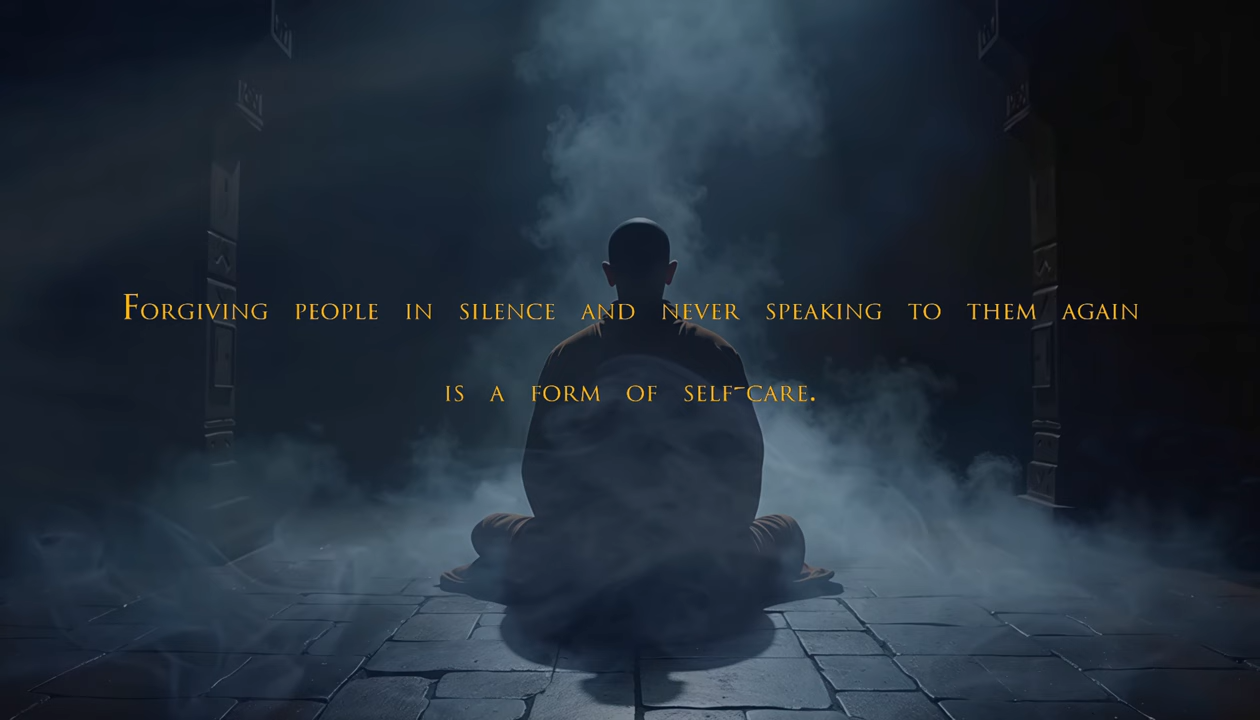 Forgiving people in silence and never speaking to them again
is a form of self-care.